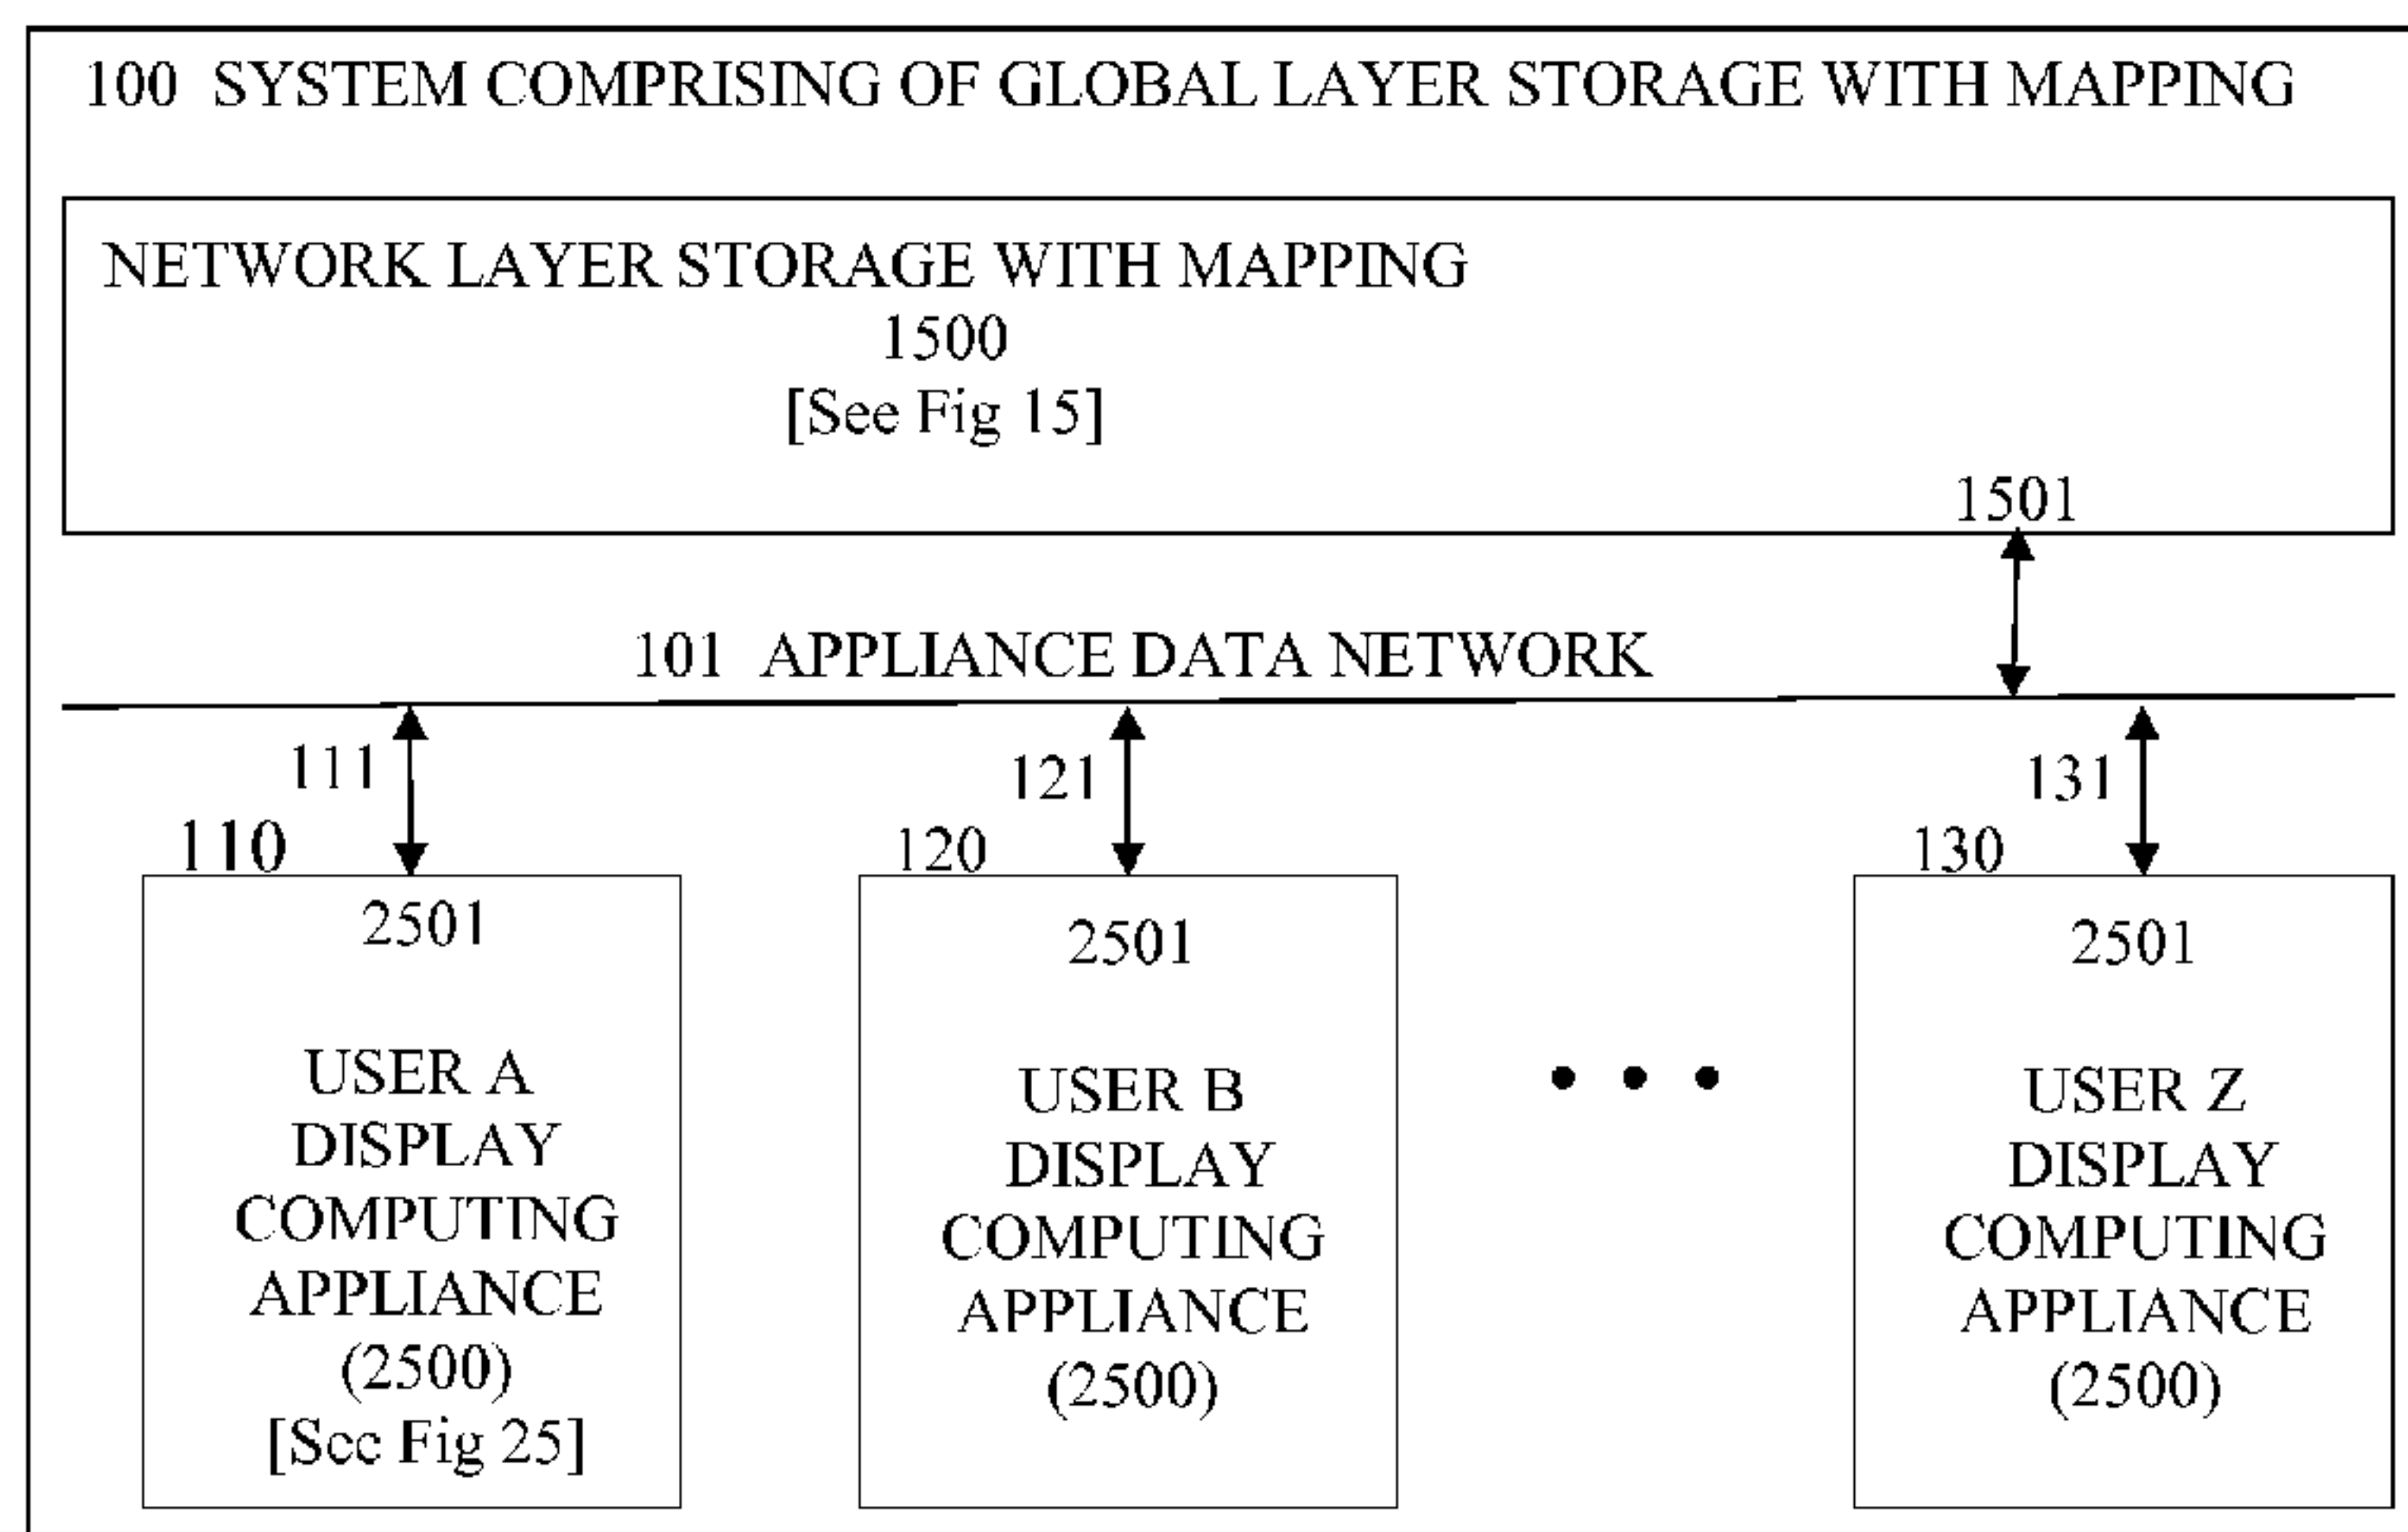 100 SYSTEM COMPRISING OF GLOBAL LAYER STORAGE WITH MAPPING
NETWORK LAYER STORAGE WITH MAPPING
1500
[See Fig 15]
1501
101 APPLIANCE DATA NETWORK
111
121
131
110
120
130
2501
USER A
DISPLAY
COMPUTING
APPLIANCE
(2500)
[See Fig 25]
2501
USER B
DISPLAY
COMPUTING
APPLIANCE
(2500)
• • •
2501
USER Z
DISPLAY
COMPUTING
APPLIANCE
(2500)